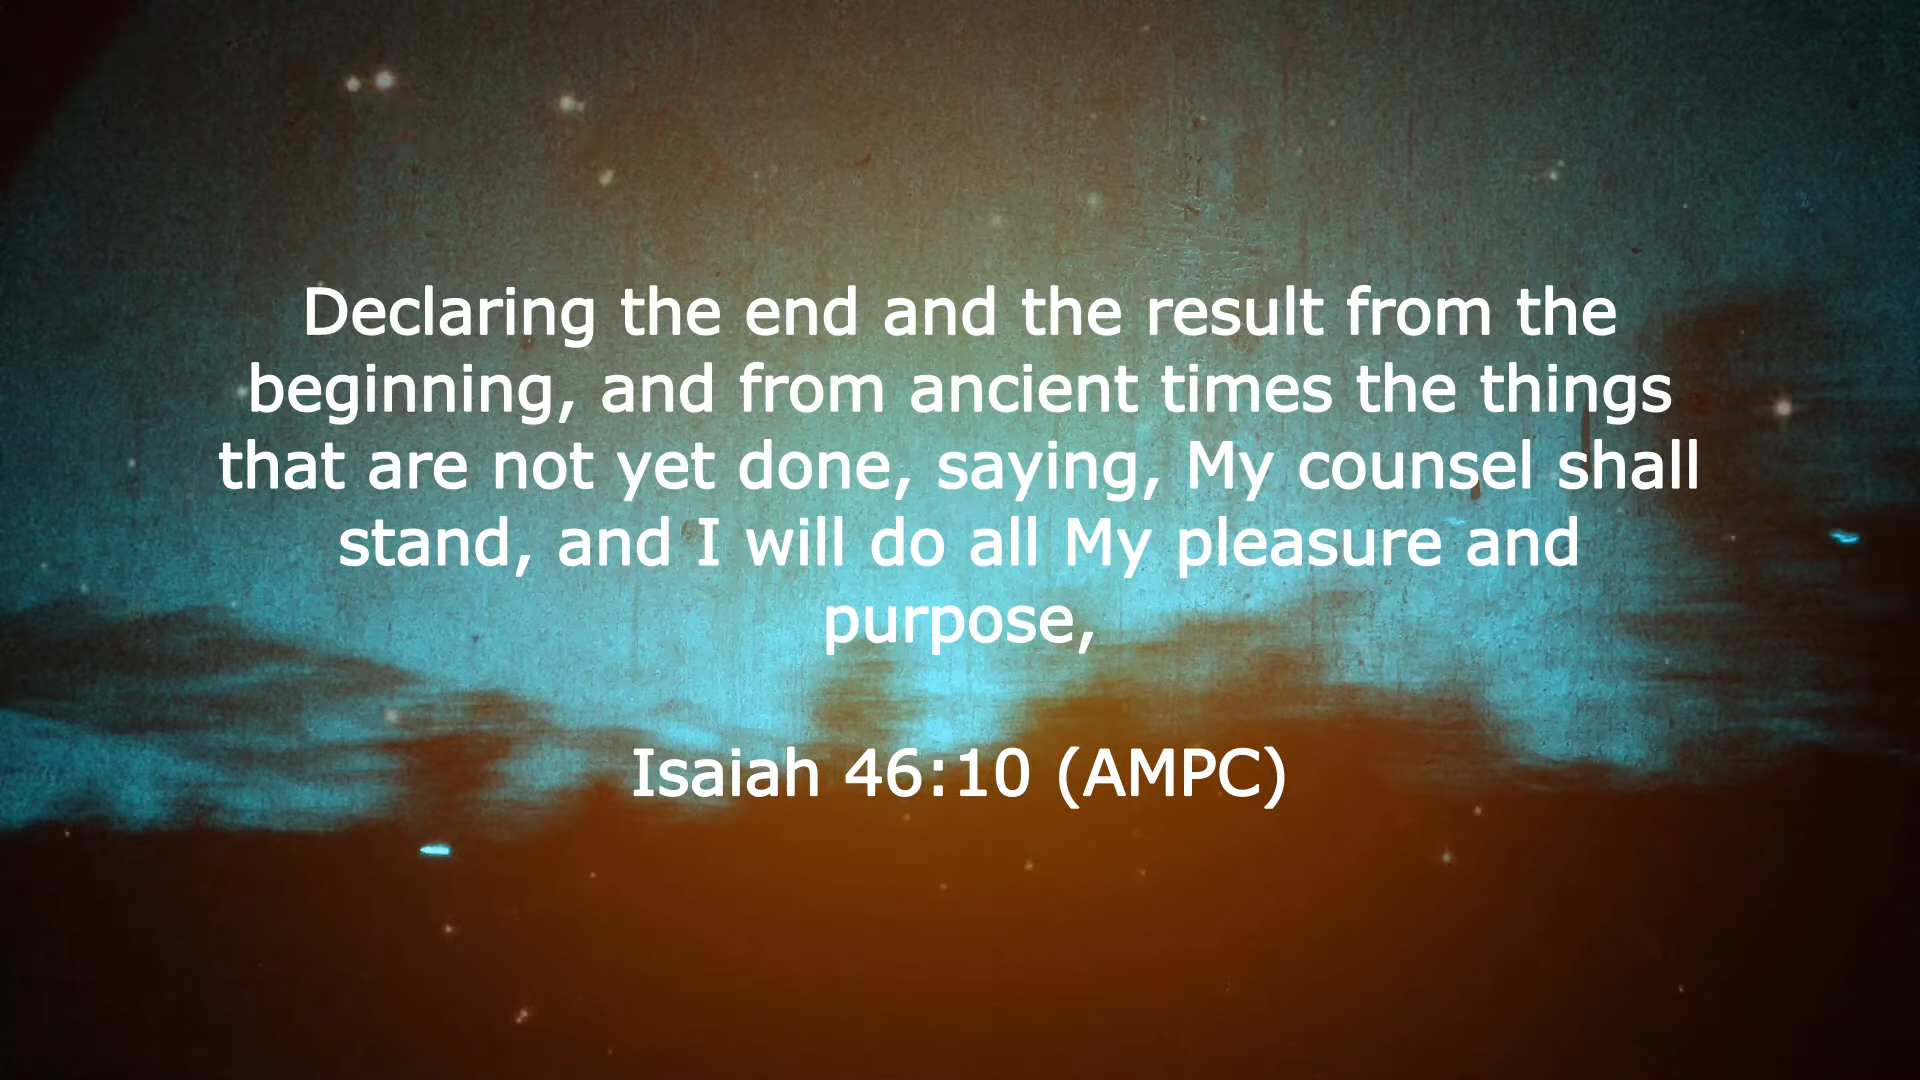 Declaring the end and the result from the
beginning, and from ancient times the things
that are not yet done, saying, My counsel shall
stand, and I will do all My pleasure and
purpose,
Isaiah 46:10 (AMPC)